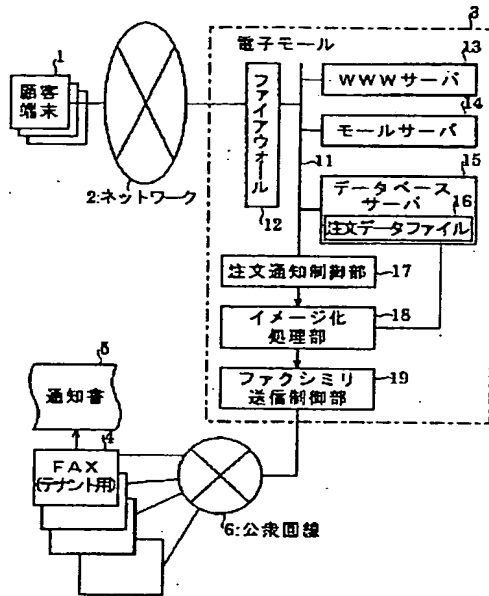 3
電子モール
13
WWWサーバ
1
顧客
端末
ファイアウォール
14
モールサーバ
11
15
データベース
サーバ
16
注文データファイル
2:ネットワーク
12
注文通知制御部
17
イメージ化
処理部
18
5
通知書
ファクシミリ
送信制御部
19
4
FAX
(テナント用)
6:公衆回線